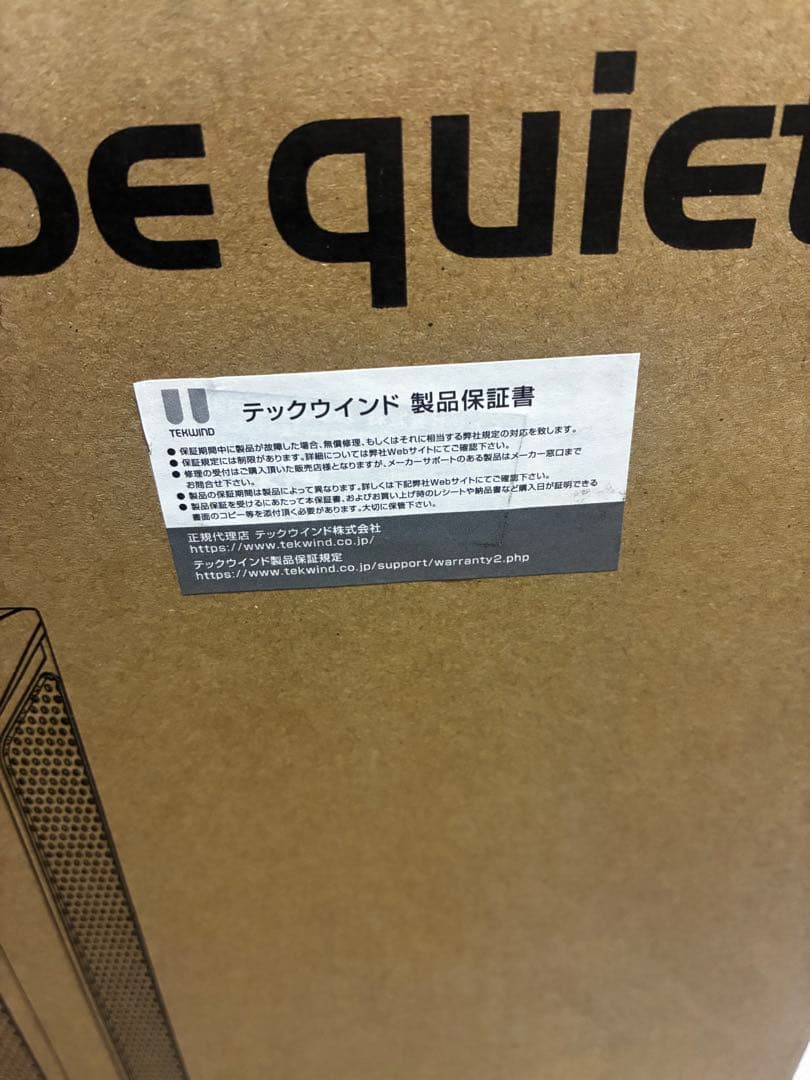 be quiet
TEKWIND
テックウインド 製品保証書
● 保証期間中に製品が故障した場合、無償修理、もしくはそれに相当する弊社規定の対応を致します。
● 保証規定には制限があります。詳細については弊社Webサイトにてご確認下さい。
● 修理の受付はご購入頂いた販売店様となりますが、メーカーサポートのある製品はメーカー窓口まで
お問合せ下さい。
● 製品の保証期間は製品によって異なります。詳しくは下記弊社Webサイトにてご確認下さい。
● 製品保証を受けるにあたって本保証書、およびお買い上げ時のレシートや納品書など購入日が証明できる
書面のコピー等を添付頂く必要があります。大切に保管下さい。
正規代理店 テックウインド株式会社
https://www.tekwind.co.jp/
テックウインド製品保証規定
https://www.tekwind.co.jp/support/warranty2.php